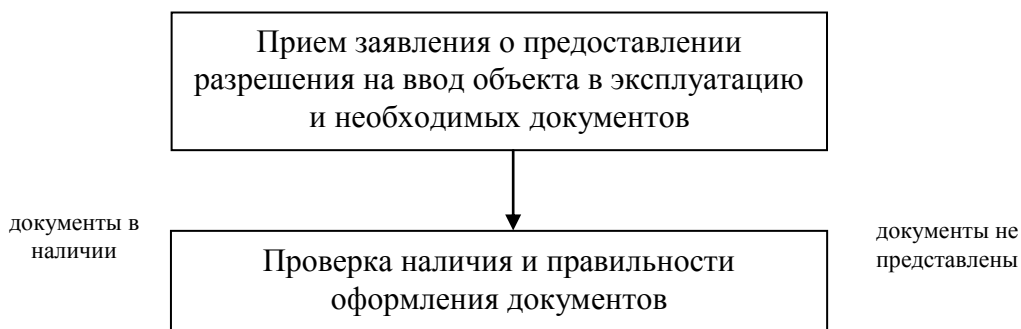 Прием заявления о предоставлении
разрешения на ввод объекта в эксплуатацию
и необходимых документов
документы в
наличии
Проверка наличия и правильности
оформления документов
документы не
представлены